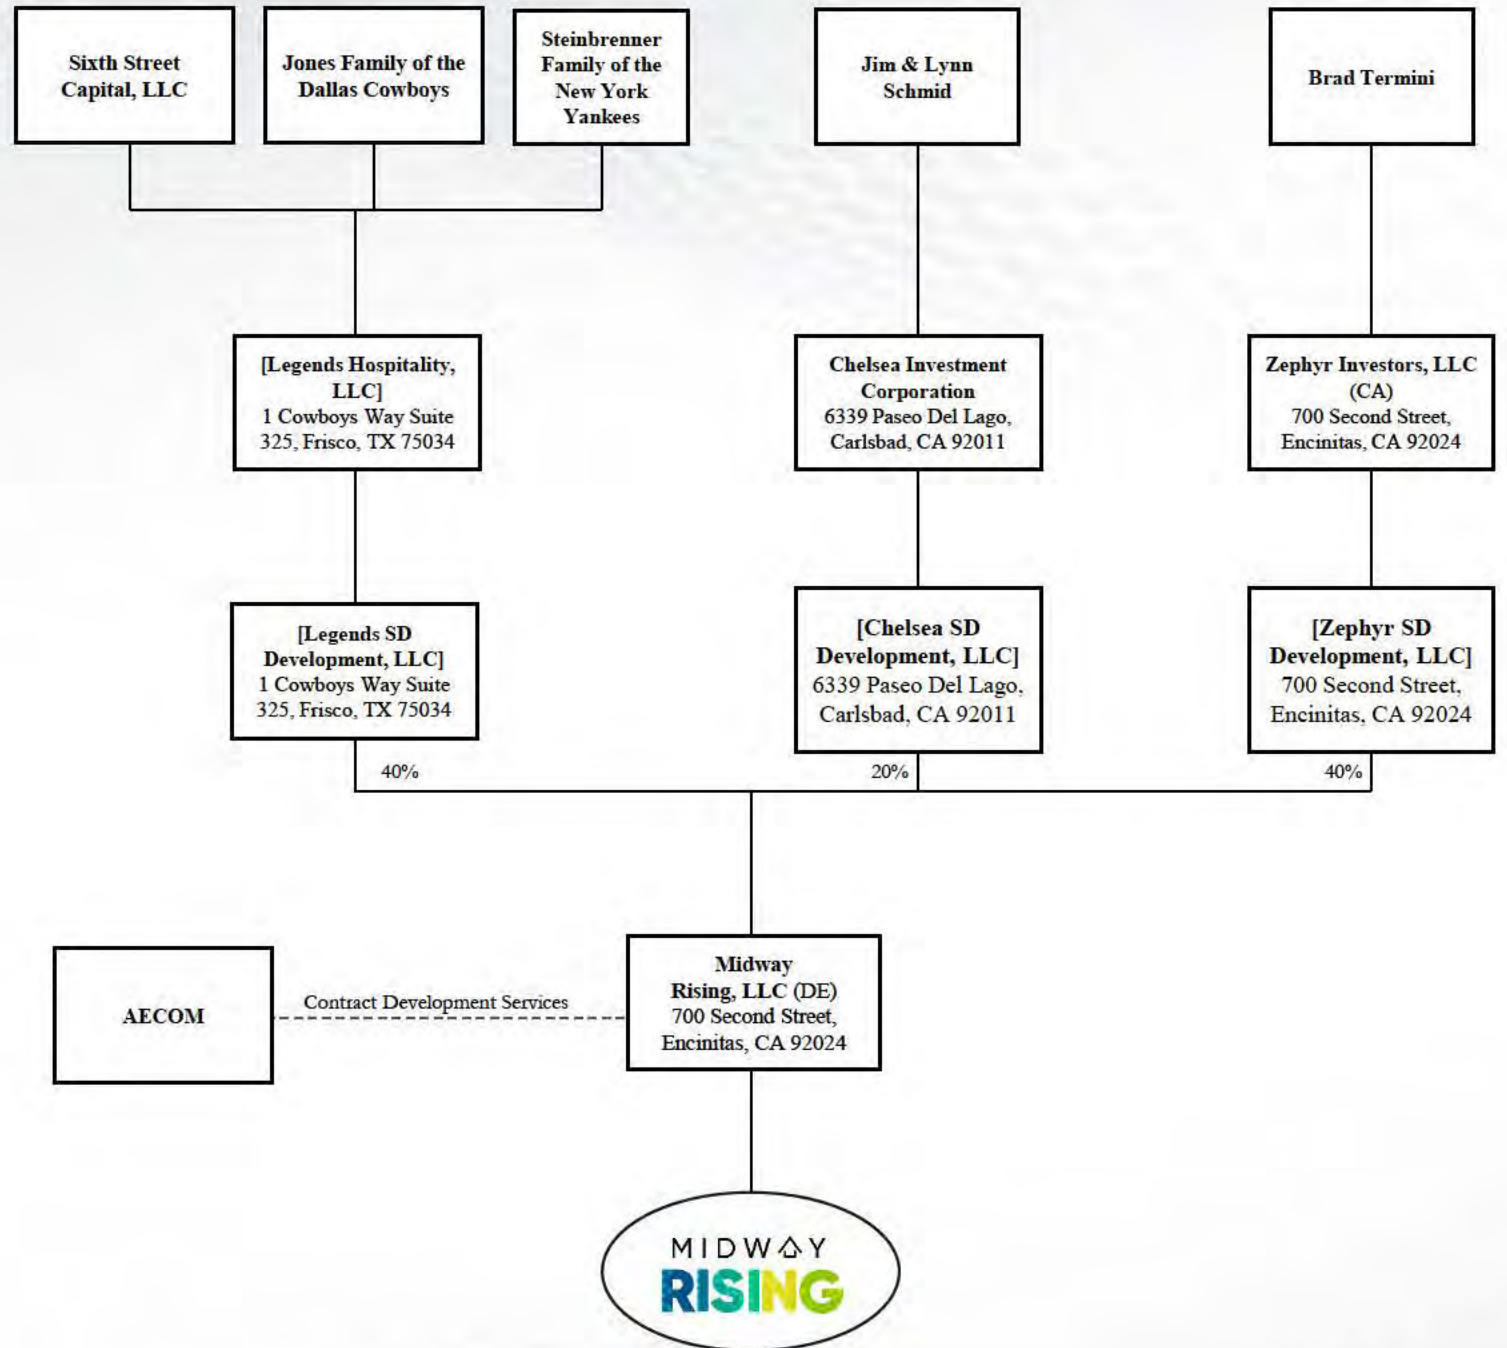 Sixth Street
Capital, LLC
Jones Family of the
Dallas Cowboys
Steinbrenner
Family of the
New York
Yankees
Jim & Lynn
Schmid
Brad Termini
[Legends Hospitality,
LLC]
1 Cowboys Way Suite
325, Frisco, TX 75034
Chelsea Investment
Corporation
6339 Paseo Del Lago,
Carlsbad, CA 92011
Zephyr Investors, LLC
(CA)
700 Second Street,
Encinitas, CA 92024
[Legends SD
Development, LLC]
1 Cowboys Way Suite
325, Frisco, TX 75034
[Chelsea SD
Development, LLC]
6339 Paseo Del Lago,
Carlsbad, CA 92011
[Zephyr SD
Development, LLC]
700 Second Street,
Encinitas, CA 92024
40%
20%
40%
AECOM
Contract Development Services
Midway
Rising, LLC (DE)
700 Second Street,
Encinitas, CA 92024
MIDWAY
RISING